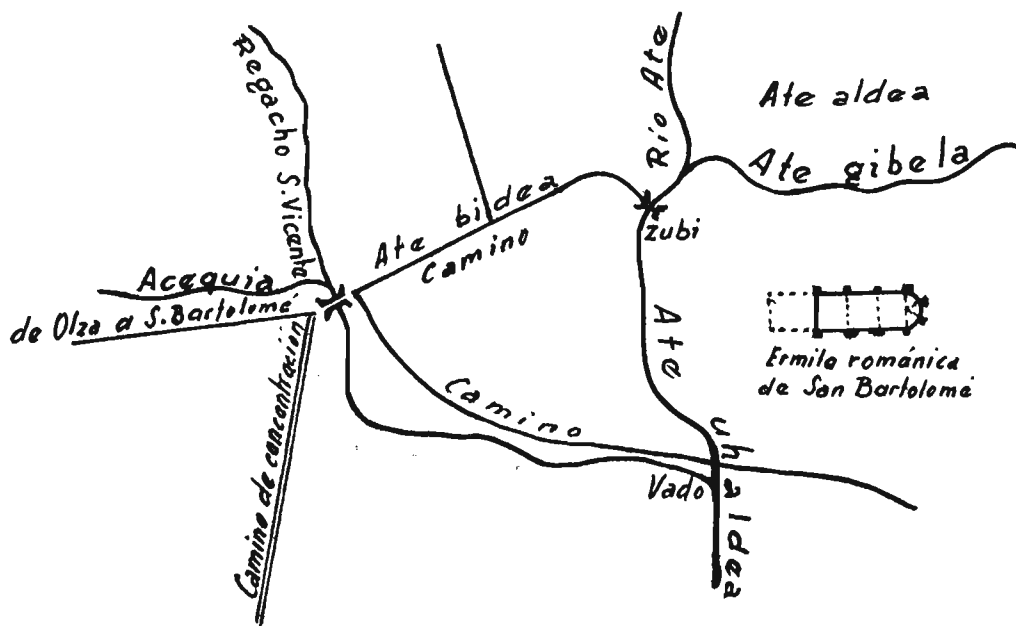 Regacho S. Vicente
Río Ate
Ate aldea
Ate gibela
Ate bidea
Camino
zubi
Acequia
de Olza a S. Bartolomé
Camino de concentración
Ate uhaldea
Ermita románica
de San Bartolomé
Camino
Vado